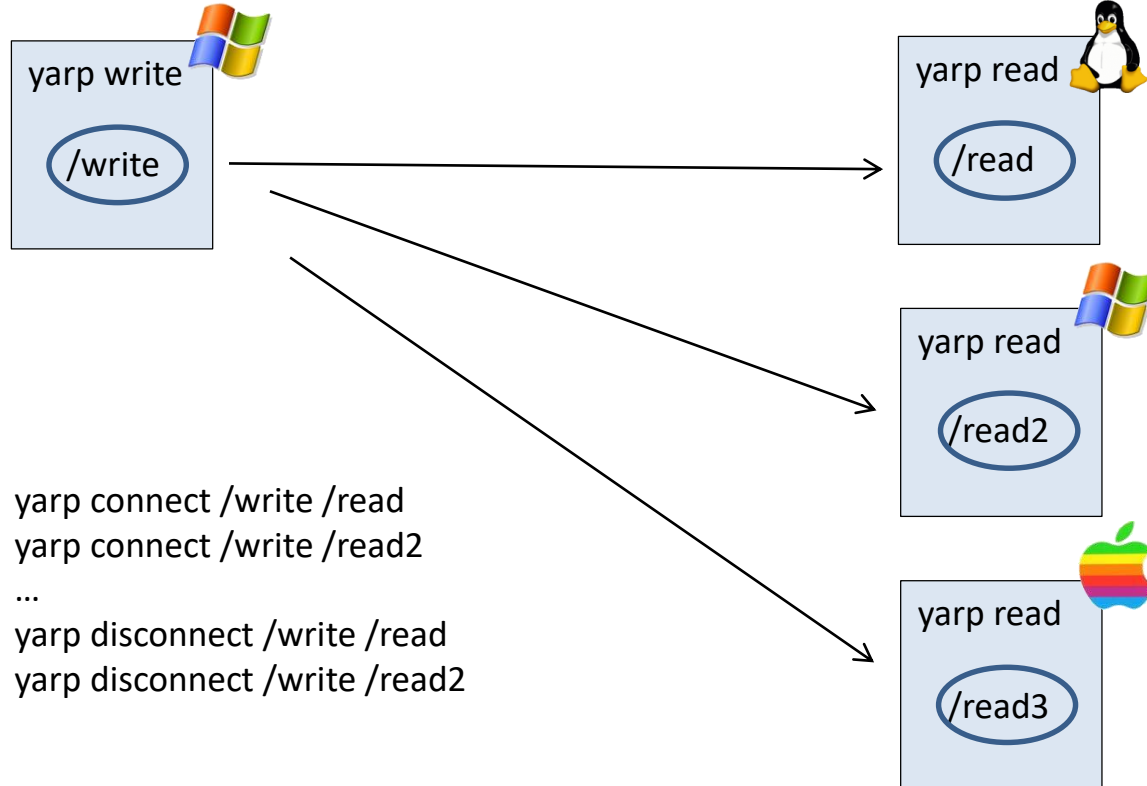 yarp write
/write
yarp read
/read
yarp read
/read2
yarp connect /write /read
yarp connect /write /read2
…
yarp disconnect /write /read
yarp disconnect /write /read2
yarp read
/read3